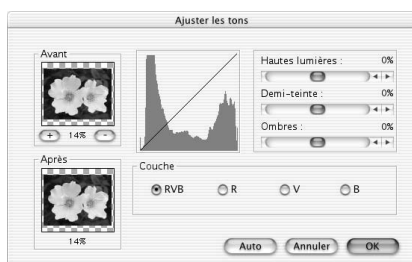 Ajuster les tons
Avant
+ 14% -
Après
14%
Hautes lumières : 0%
Demi-teinte : 0%
Ombres : 0%
Couche
RVB R V B
Auto Annuler OK